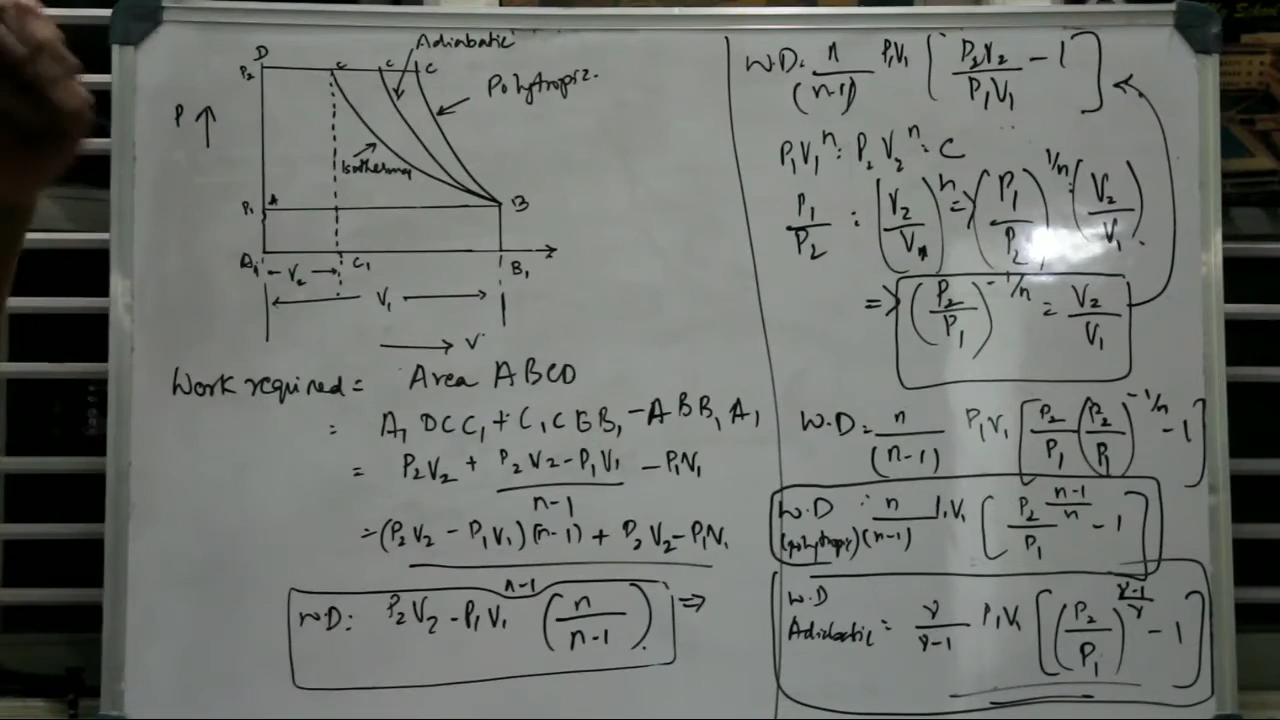 D
P₂
c c c
Adiabatic
Polytropic.
P ↑
Isothermal
P₁ A B
A₁ V₂ C₁ B₁
V₁
→ V
Work required = Area ABCD
= A₁ DCC₁ + C₁CBB₁ - ABB₁A₁
= P₂V₂ + (P₂V₂ - P₁V₁)/(n-1) - P₁V₁
= ((P₂V₂ - P₁V₁)(n-1) + P₂V₂ - P₁V₁)/(n-1)
W.D: P₂V₂ - P₁V₁ (n/(n-1)). ⇒
W.D = n/(n-1) P₁V₁ [P₂V₂/P₁V₁ - 1]
P₁V₁ⁿ = P₂V₂ⁿ = C
P₁/P₂ = (V₂/V₁)ⁿ ⇒ (P₁/P₂)^(1/n) = (V₂/V₁).
⇒ (P₂/P₁)^(-1/n) = V₂/V₁
W.D = n/(n-1) P₁V₁ [P₂/P₁ (P₂/P₁)^(-1/n) - 1]
W.D (polytropic) = n/(n-1) P₁V₁ [P₂/P₁^((n-1)/n) - 1]
W.D
Adiabatic = γ/(γ-1) P₁V₁ [(P₂/P₁)^((γ-1)/γ) - 1]